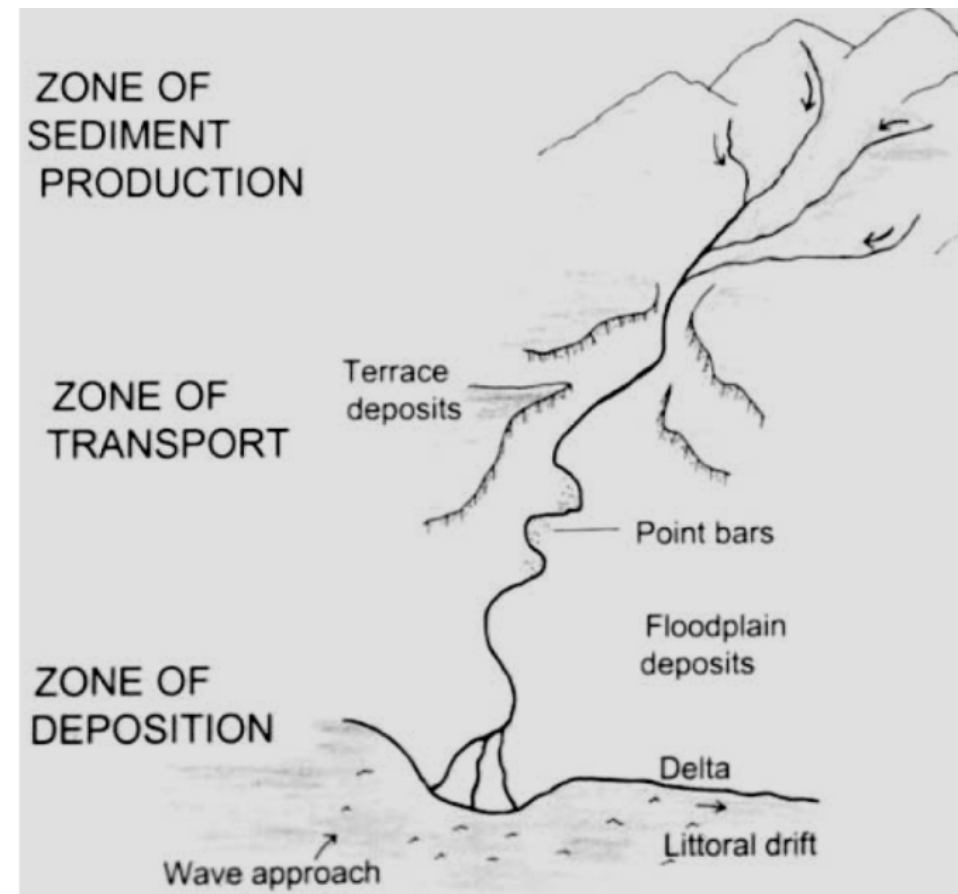 ZONE OF
SEDIMENT
PRODUCTION
Terrace
deposits
ZONE OF
TRANSPORT
Point bars
Floodplain
deposits
ZONE OF
DEPOSITION
Delta
Littoral drift
Wave approach